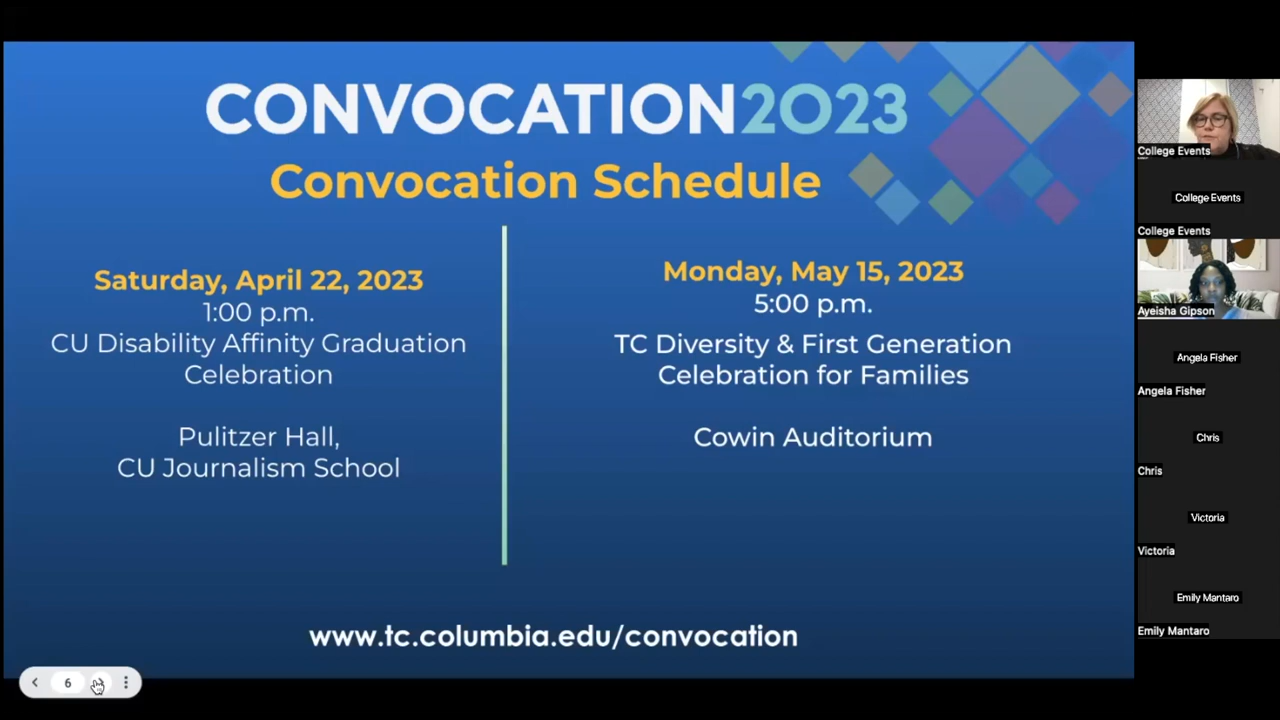 CONVOCATION2023
Convocation Schedule
Saturday, April 22, 2023
1:00 p.m.
CU Disability Affinity Graduation
Celebration
Pulitzer Hall,
CU Journalism School
Monday, May 15, 2023
5:00 p.m.
TC Diversity & First Generation
Celebration for Families
Cowin Auditorium
www.tc.columbia.edu/convocation
6
College Events
College Events
College Events
Ayeisha Gipson
Angela Fisher
Angela Fisher
Chris
Chris
Victoria
Victoria
Emily Mantaro
Emily Mantaro